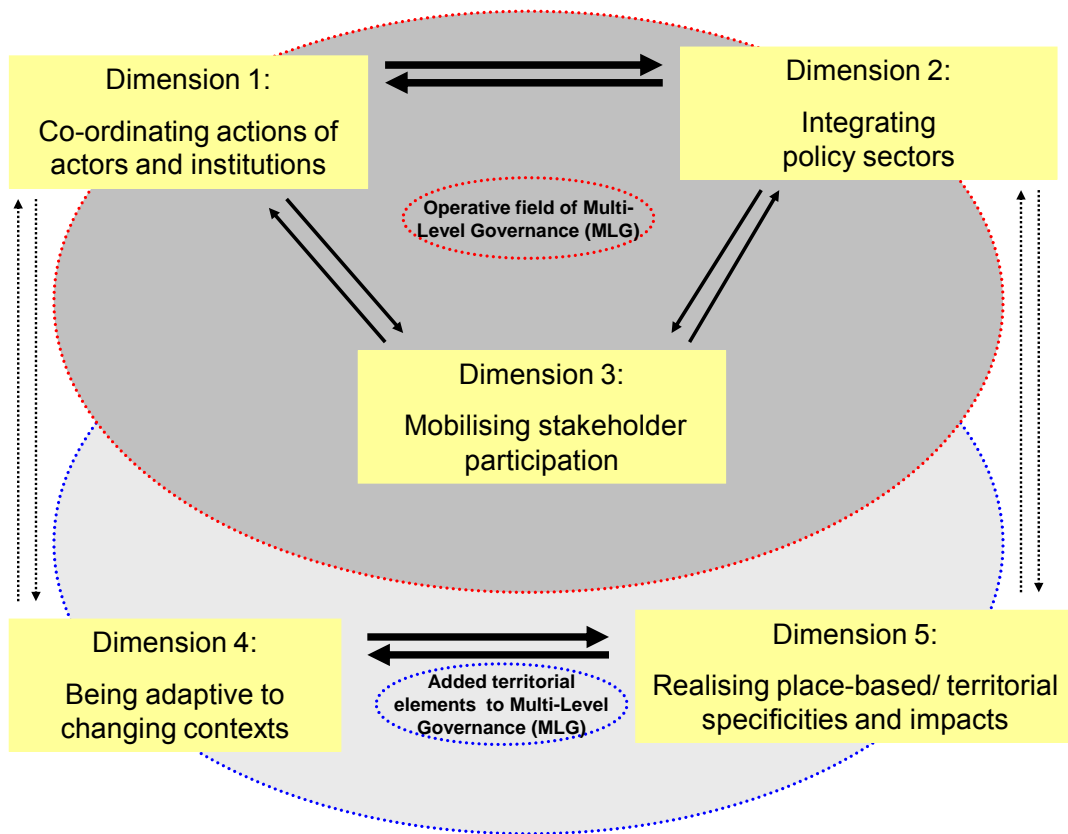 Dimension 1:
Co-ordinating actions of
actors and institutions
Dimension 2:
Integrating
policy sectors
Operative field of Multi-
Level Governance (MLG)
Dimension 3:
Mobilising stakeholder
participation
Dimension 4:
Being adaptive to
changing contexts
Added territorial
elements to Multi-Level
Governance (MLG)
Dimension 5:
Realising place-based/ territorial
specificities and impacts